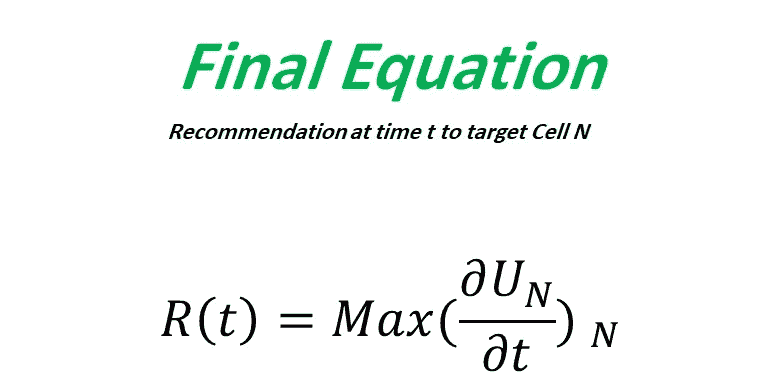 Final Equation
Recommendation at time t to target Cell N
R(t) = Max(∂U_N/∂t) _N